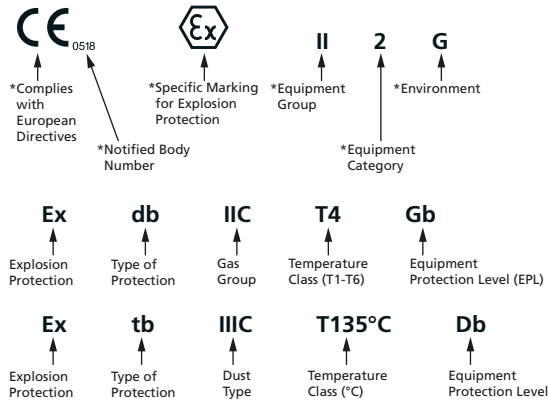 CE 0518 Ex II 2 G
*Complies with European Directives
*Notified Body Number
*Specific Marking for Explosion Protection
*Equipment Group
*Equipment Category
*Environment
Ex db IIC T4 Gb
Explosion Protection
Type of Protection
Gas Group
Temperature Class (T1-T6)
Equipment Protection Level (EPL)
Ex tb IIIC T135°C Db
Explosion Protection
Type of Protection
Dust Type
Temperature Class (°C)
Equipment Protection Level